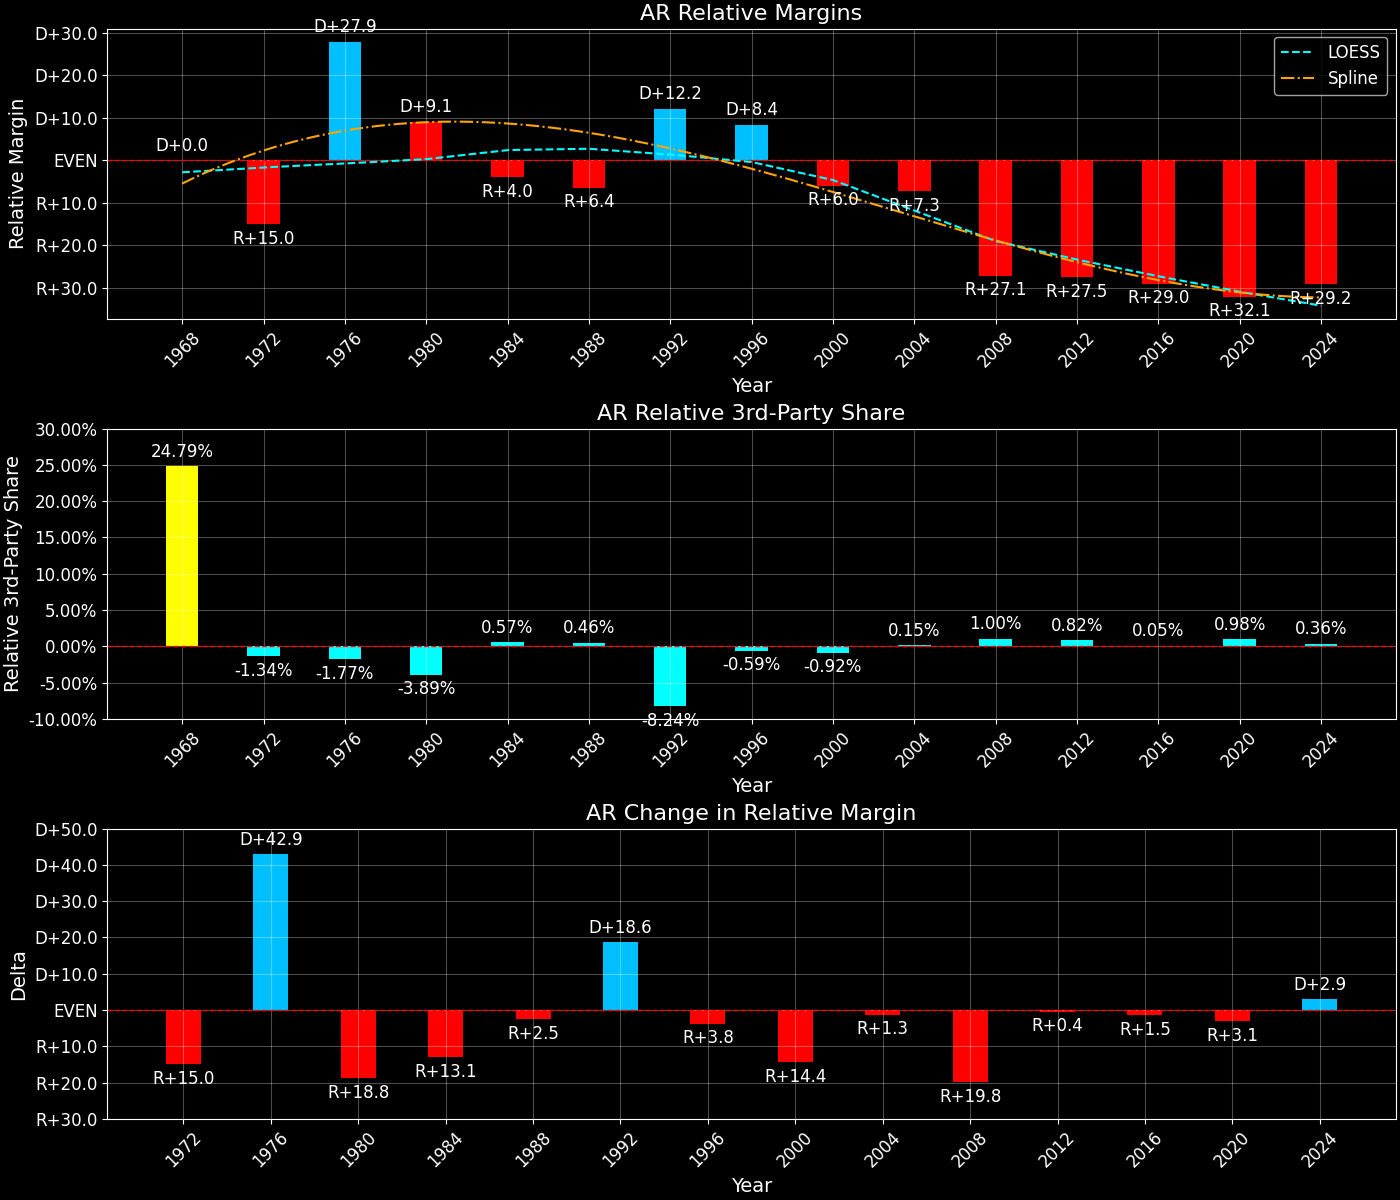 AR Relative Margins
Relative Margin
D+30.0
D+20.0
D+10.0
EVEN
R+10.0
R+20.0
R+30.0
D+0.0
R+15.0
D+27.9
D+9.1
R+4.0
R+6.4
D+12.2
D+8.4
R+6.0
R+7.3
R+27.1
R+27.5
R+29.0
R+32.1
R+29.2
LOESS
Spline
1968 1972 1976 1980 1984 1988 1992 1996 2000 2004 2008 2012 2016 2020 2024
Year
AR Relative 3rd-Party Share
Relative 3rd-Party Share
30.00%
25.00%
20.00%
15.00%
10.00%
5.00%
0.00%
-5.00%
-10.00%
24.79%
-1.34%
-1.77%
-3.89%
0.57%
0.46%
-8.24%
-0.59%
-0.92%
0.15%
1.00%
0.82%
0.05%
0.98%
0.36%
1968 1972 1976 1980 1984 1988 1992 1996 2000 2004 2008 2012 2016 2020 2024
Year
AR Change in Relative Margin
Delta
D+50.0
D+40.0
D+30.0
D+20.0
D+10.0
EVEN
R+10.0
R+20.0
R+30.0
R+15.0
D+42.9
R+18.8
R+13.1
R+2.5
D+18.6
R+3.8
R+14.4
R+1.3
R+19.8
R+0.4
R+1.5
R+3.1
D+2.9
1972 1976 1980 1984 1988 1992 1996 2000 2004 2008 2012 2016 2020 2024
Year